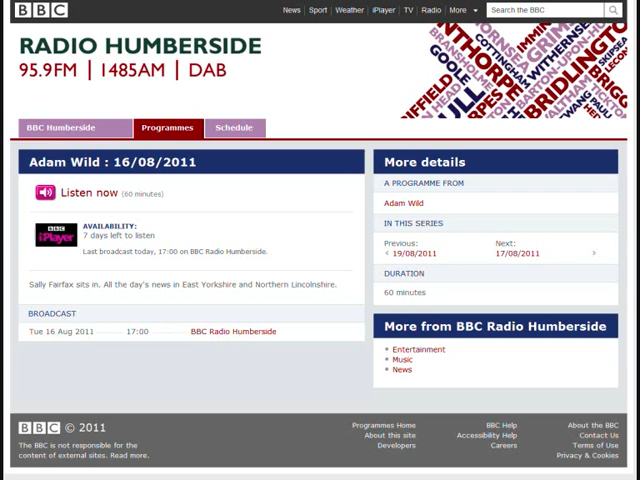 BBC News Sport Weather iPlayer TV Radio More Search the BBC
RADIO HUMBERSIDE
95.9FM | 1485AM | DAB
BBC Humberside Programmes Schedule
GOOLE
COTTINGHAM
WITHERNSEA
BRIDLINGTON
Adam Wild : 16/08/2011
Listen now (60 minutes)
BBC iPlayer
AVAILABILITY:
7 days left to listen
Last broadcast today, 17:00 on BBC Radio Humberside.
Sally Fairfax sits in. All the day's news in East Yorkshire and Northern Lincolnshire.
BROADCAST
Tue 16 Aug 2011 17:00 BBC Radio Humberside
More details
A PROGRAMME FROM
Adam Wild
IN THIS SERIES
Previous: Next:
‹ 19/08/2011 17/08/2011 ›
DURATION
60 minutes
More from BBC Radio Humberside
Entertainment
Music
News
BBC © 2011
The BBC is not responsible for the
content of external sites. Read more.
Programmes Home
About this site
Developers
BBC Help
Accessibility Help
Careers
About the BBC
Contact Us
Terms of Use
Privacy & Cookies